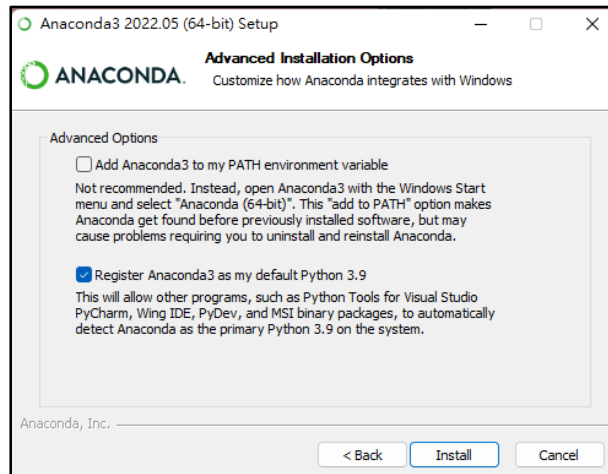 Anaconda3 2022.05 (64-bit) Setup
ANACONDA.
Advanced Installation Options
Customize how Anaconda integrates with Windows
Advanced Options
Add Anaconda3 to my PATH environment variable
Not recommended. Instead, open Anaconda3 with the Windows Start
menu and select "Anaconda (64-bit)". This "add to PATH" option makes
Anaconda get found before previously installed software, but may
cause problems requiring you to uninstall and reinstall Anaconda.
Register Anaconda3 as my default Python 3.9
This will allow other programs, such as Python Tools for Visual Studio
PyCharm, Wing IDE, PyDev, and MSI binary packages, to automatically
detect Anaconda as the primary Python 3.9 on the system.
Anaconda, Inc.
< Back
Install
Cancel